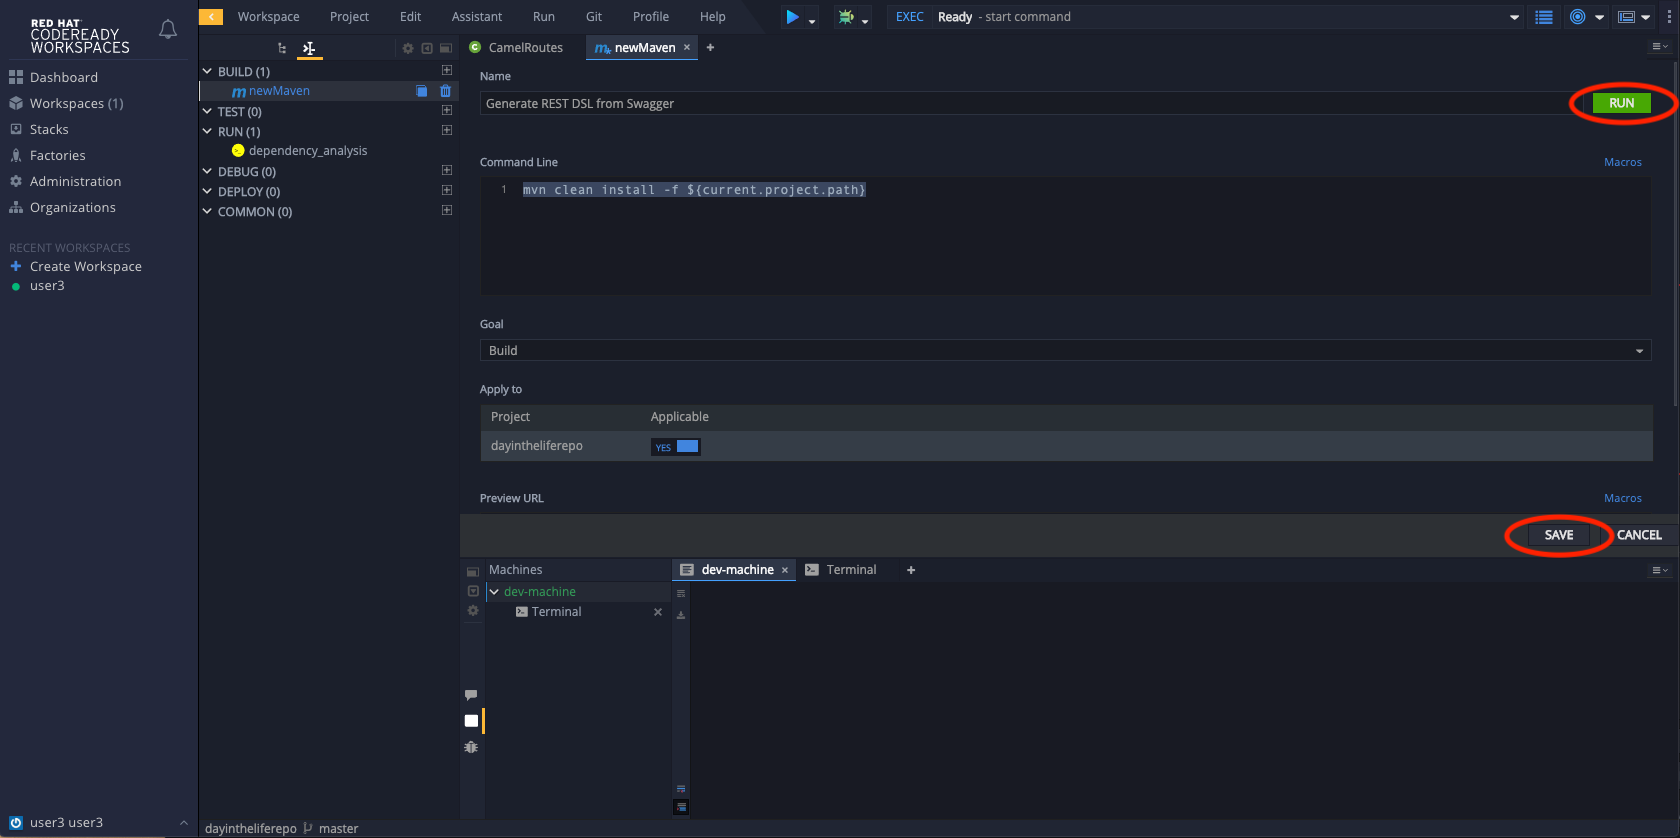 RED HAT
CODEREADY
WORKSPACES
Dashboard
Workspaces (1)
Stacks
Factories
Administration
Organizations
RECENT WORKSPACES
Create Workspace
user3
user3 user3
Workspace Project Edit Assistant Run Git Profile Help
EXEC Ready - start command
BUILD (1)
newMaven
TEST (0)
RUN (1)
dependency_analysis
DEBUG (0)
DEPLOY (0)
COMMON (0)
CamelRoutes newMaven
Name
Generate REST DSL from Swagger
RUN
Command Line Macros
1 mvn clean install -f ${current.project.path}
Goal
Build
Apply to
Project Applicable
dayintheliferepo YES
Preview URL Macros
SAVE CANCEL
Machines
dev-machine
Terminal
dev-machine Terminal
dayintheliferepo master